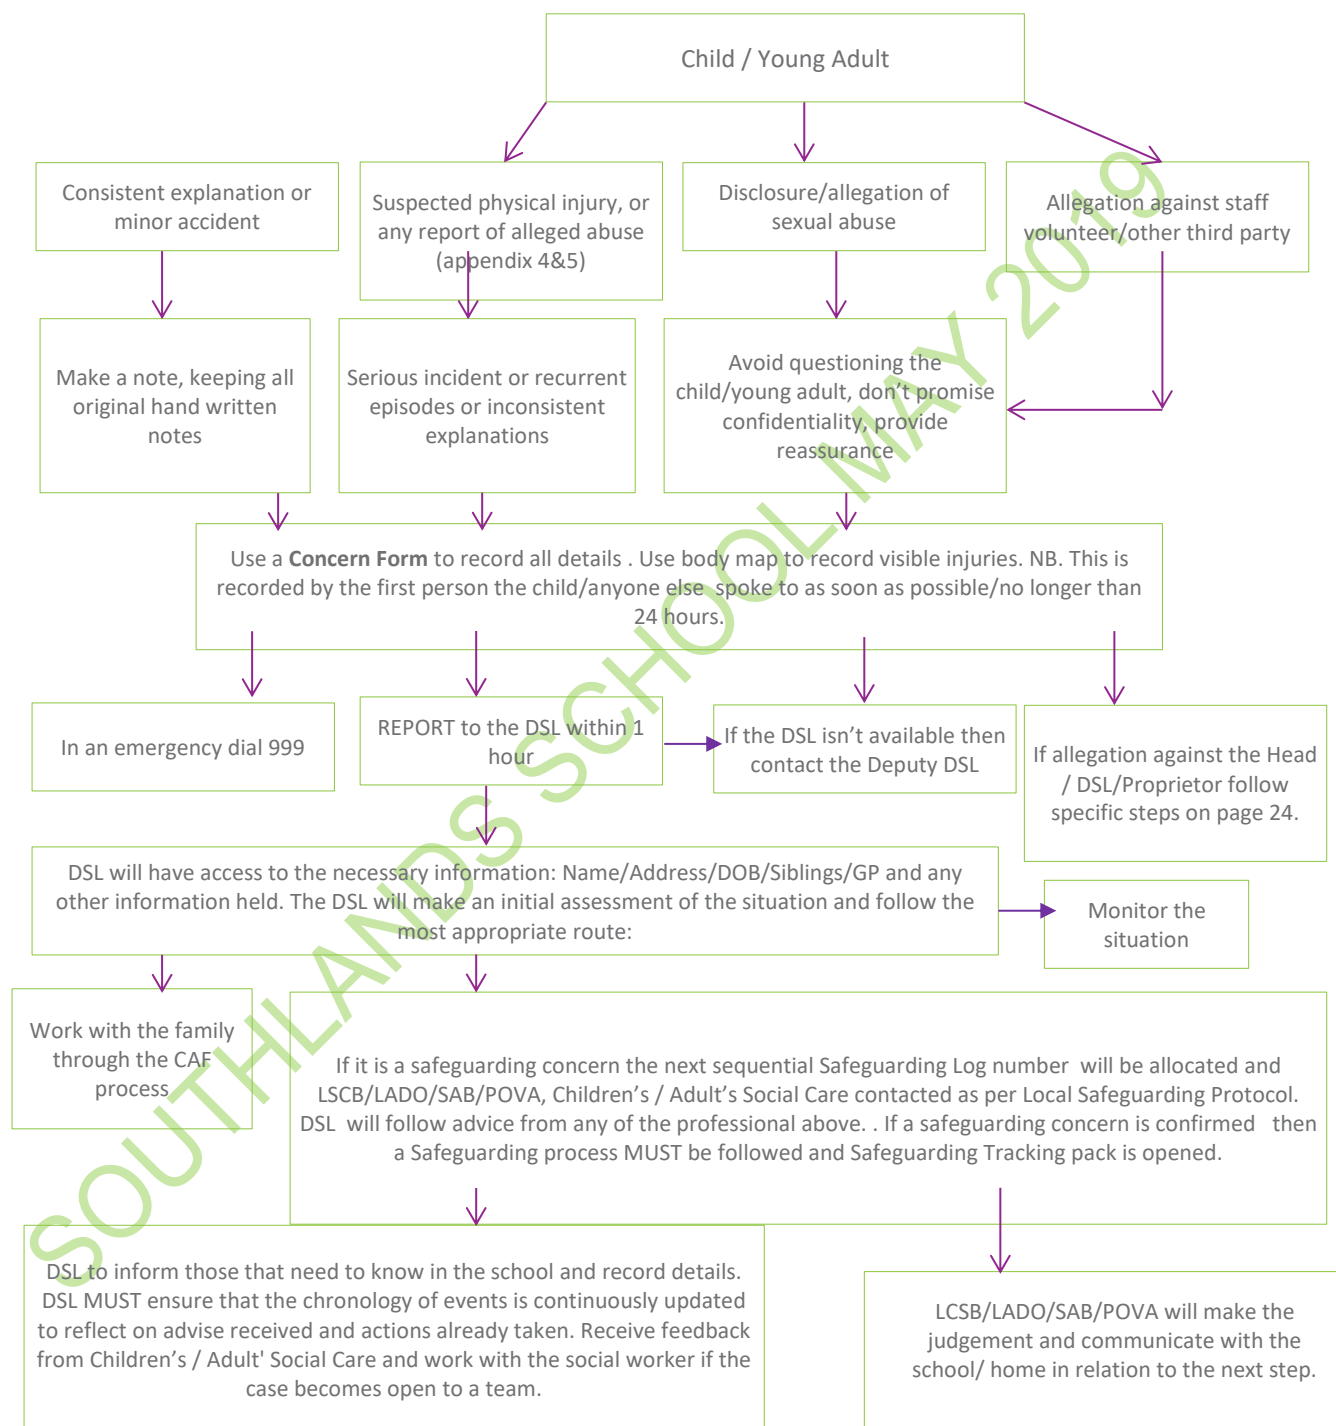 Child / Young Adult
Consistent explanation or
minor accident
Suspected physical injury, or
any report of alleged abuse
(appendix 4&5)
Disclosure/allegation of
sexual abuse
Allegation against staff
volunteer/other third party
Make a note, keeping all
original hand written
notes
Serious incident or recurrent
episodes or inconsistent
explanations
Avoid questioning the
child/young adult, don’t promise
confidentiality, provide
reassurance
Use a Concern Form to record all details . Use body map to record visible injuries. NB. This is
recorded by the first person the child/anyone else  spoke to as soon as possible/no longer than
24 hours.
In an emergency dial 999
REPORT to the DSL within 1
hour
If the DSL isn’t available then
contact the Deputy DSL
If allegation against the Head
/ DSL/Proprietor follow
specific steps on page 24.
DSL will have access to the necessary information: Name/Address/DOB/Siblings/GP and any
other information held. The DSL will make an initial assessment of the situation and follow the
most appropriate route:
Monitor the
situation
Work with the family
through the CAF
process
If it is a safeguarding concern the next sequential Safeguarding Log number  will be allocated and
LSCB/LADO/SAB/POVA, Children’s / Adult’s Social Care contacted as per Local Safeguarding Protocol.
DSL  will follow advice from any of the professional above. . If a safeguarding concern is confirmed   then
a Safeguarding process MUST be followed and Safeguarding Tracking pack is opened.
DSL to inform those that need to know in the school and record details.
DSL MUST ensure that the chronology of events is continuously updated
to reflect on advise received and actions already taken. Receive feedback
from Children’s / Adult' Social Care and work with the social worker if the
case becomes open to a team.
LCSB/LADO/SAB/POVA will make the
judgement and communicate with the
school/ home in relation to the next step.
SOUTHLANDS SCHOOL MAY 2019